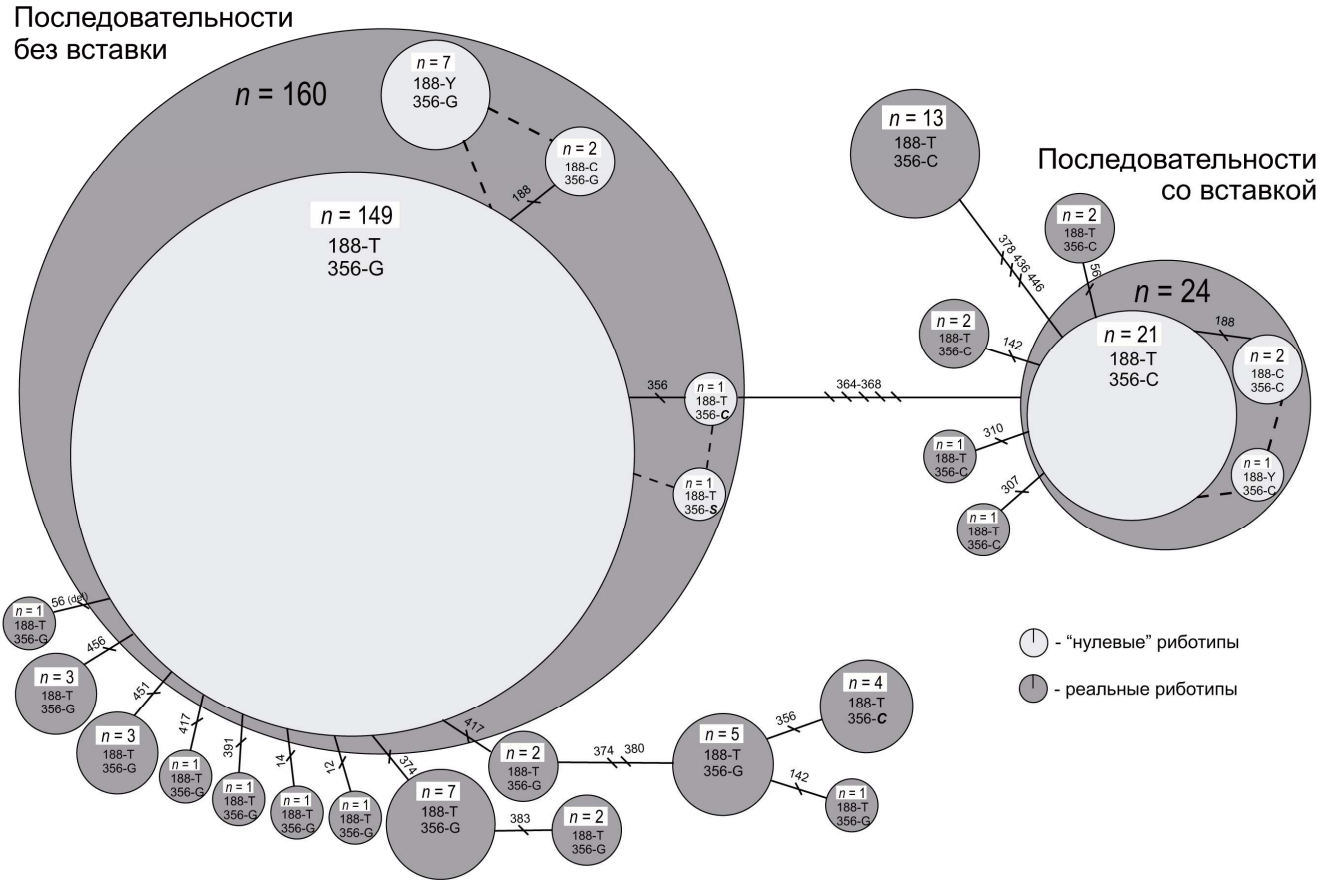 Последовательности
без вставки
n = 160
n = 7
188-Y
356-G
n = 2
188-C
356-G
188
n = 149
188-T
356-G
356
n = 1
188-T
356-C
n = 1
188-T
356-S
364-368
n = 13
188-T
356-C
378 436 446
Последовательности
со вставкой
n = 2
188-T
356-C
56
n = 24
n = 21
188-T
356-C
188
n = 2
188-C
356-C
n = 1
188-Y
356-C
n = 2
188-T
356-C
142
n = 1
188-T
356-C
310
n = 1
188-T
356-C
307
- “нулевые” риботипы
- реальные риботипы
n = 1
188-T
356-G
56 (del)
n = 3
188-T
356-G
456
n = 3
188-T
356-G
451
n = 1
188-T
356-G
417
n = 1
188-T
356-G
391
n = 1
188-T
356-G
14
n = 1
188-T
356-G
12
n = 7
188-T
356-G
374
383
n = 2
188-T
356-G
417
n = 2
188-T
356-G
374 380
n = 5
188-T
356-G
356
n = 4
188-T
356-C
142
n = 1
188-T
356-G